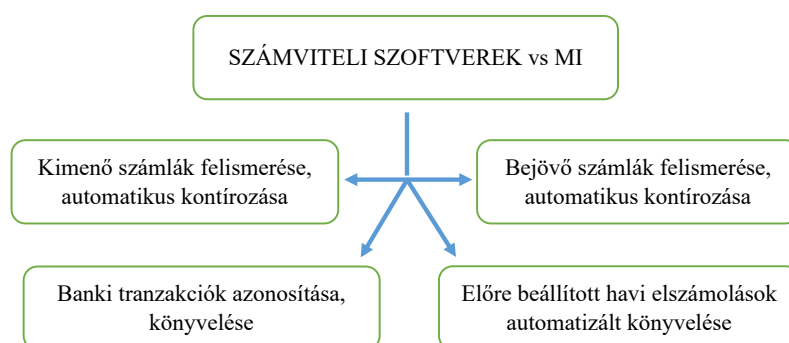 SZÁMVITELI SZOFTVEREK vs MI
Kimenő számlák felismerése,
automatikus kontírozása
Bejövő számlák felismerése,
automatikus kontírozása
Banki tranzakciók azonosítása,
könyvelése
Előre beállított havi elszámolások
automatizált könyvelése